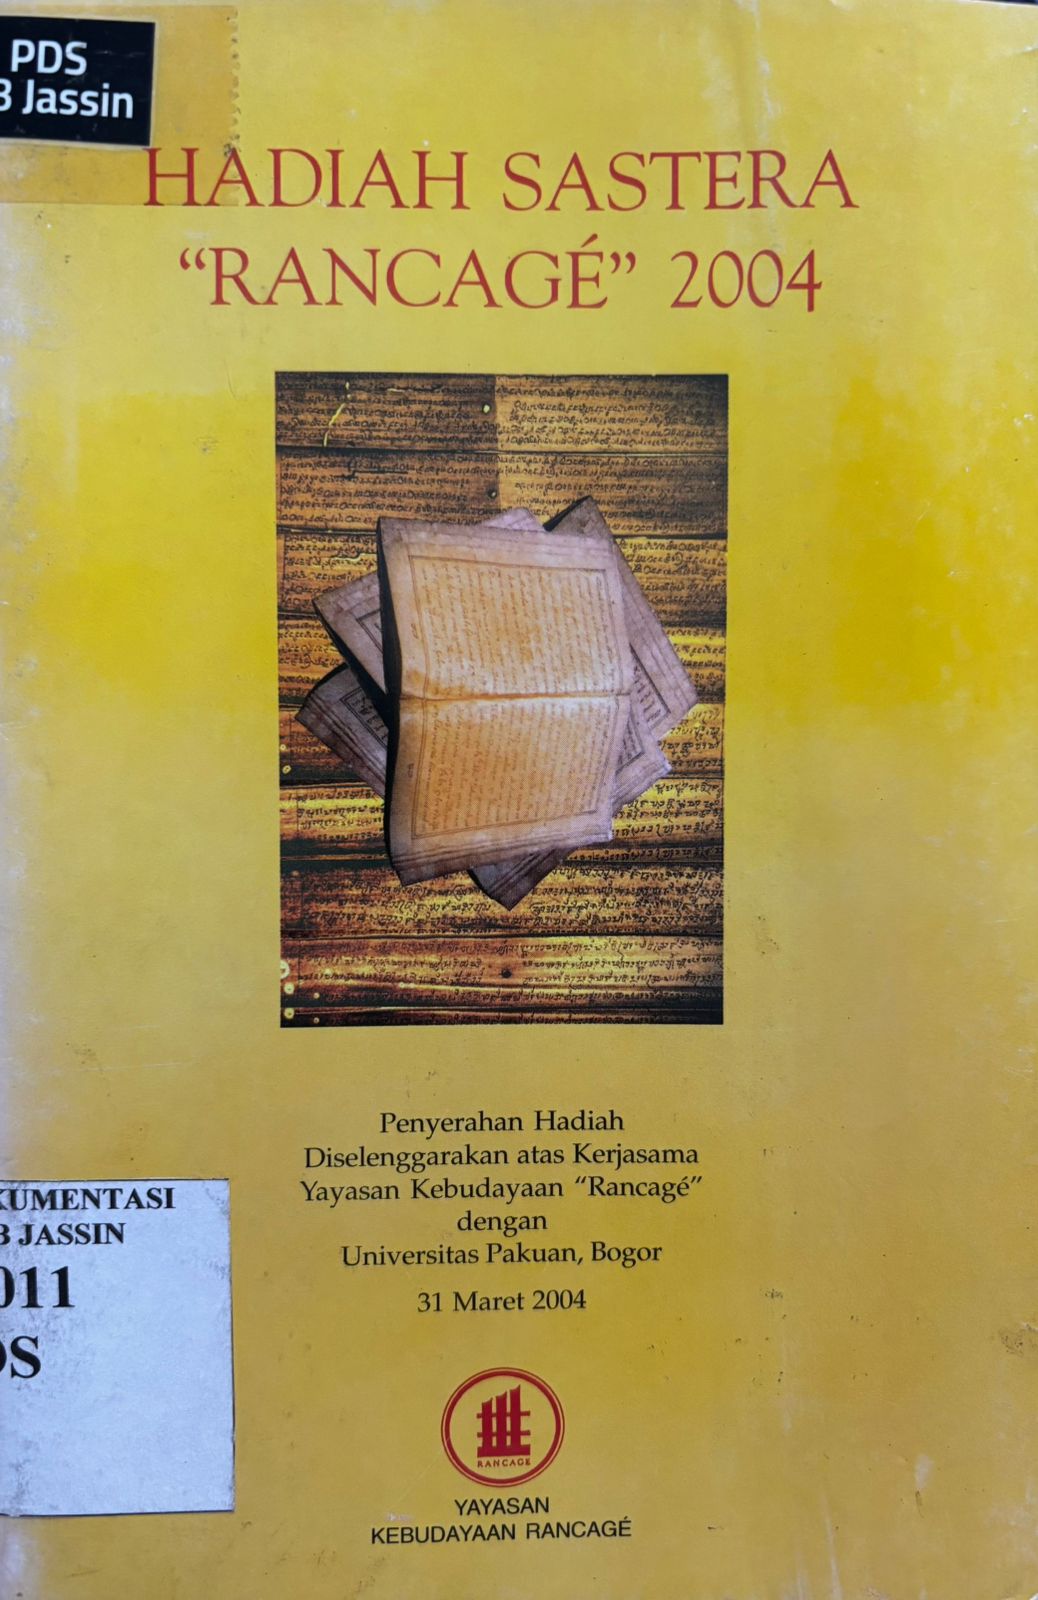 PDS
B Jassin
HADIAH SASTERA
“RANCAGÉ” 2004
Penyerahan Hadiah
Diselenggarakan atas Kerjasama
Yayasan Kebudayaan “Rancagé”
dengan
Universitas Pakuan, Bogor
31 Maret 2004
KUMENTASI
B JASSIN
011
DS
RANCAGE
YAYASAN
KEBUDAYAAN RANCAGÉ